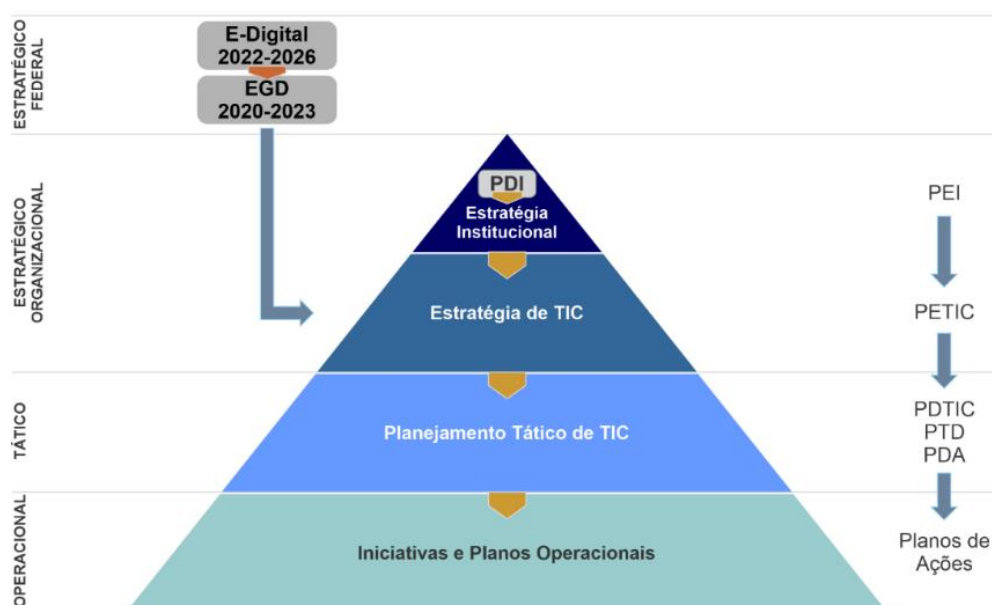 ESTRATÉGICO
FEDERAL
E-Digital
2022-2026
EGD
2020-2023
ESTRATÉGICO
ORGANIZACIONAL
PDI
Estratégia
Institucional
PEI
Estratégia de TIC
PETIC
TÁTICO
Planejamento Tático de TIC
PDTIC
PTD
PDA
OPERACIONAL
Iniciativas e Planos Operacionais
Planos de
Ações